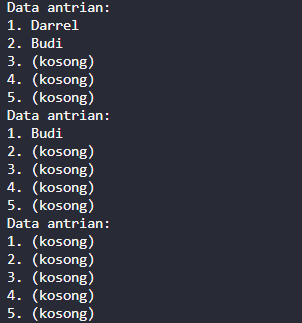 Data antrian:
1. Darrel
2. Budi
3. (kosong)
4. (kosong)
5. (kosong)
Data antrian:
1. Budi
2. (kosong)
3. (kosong)
4. (kosong)
5. (kosong)
Data antrian:
1. (kosong)
2. (kosong)
3. (kosong)
4. (kosong)
5. (kosong)